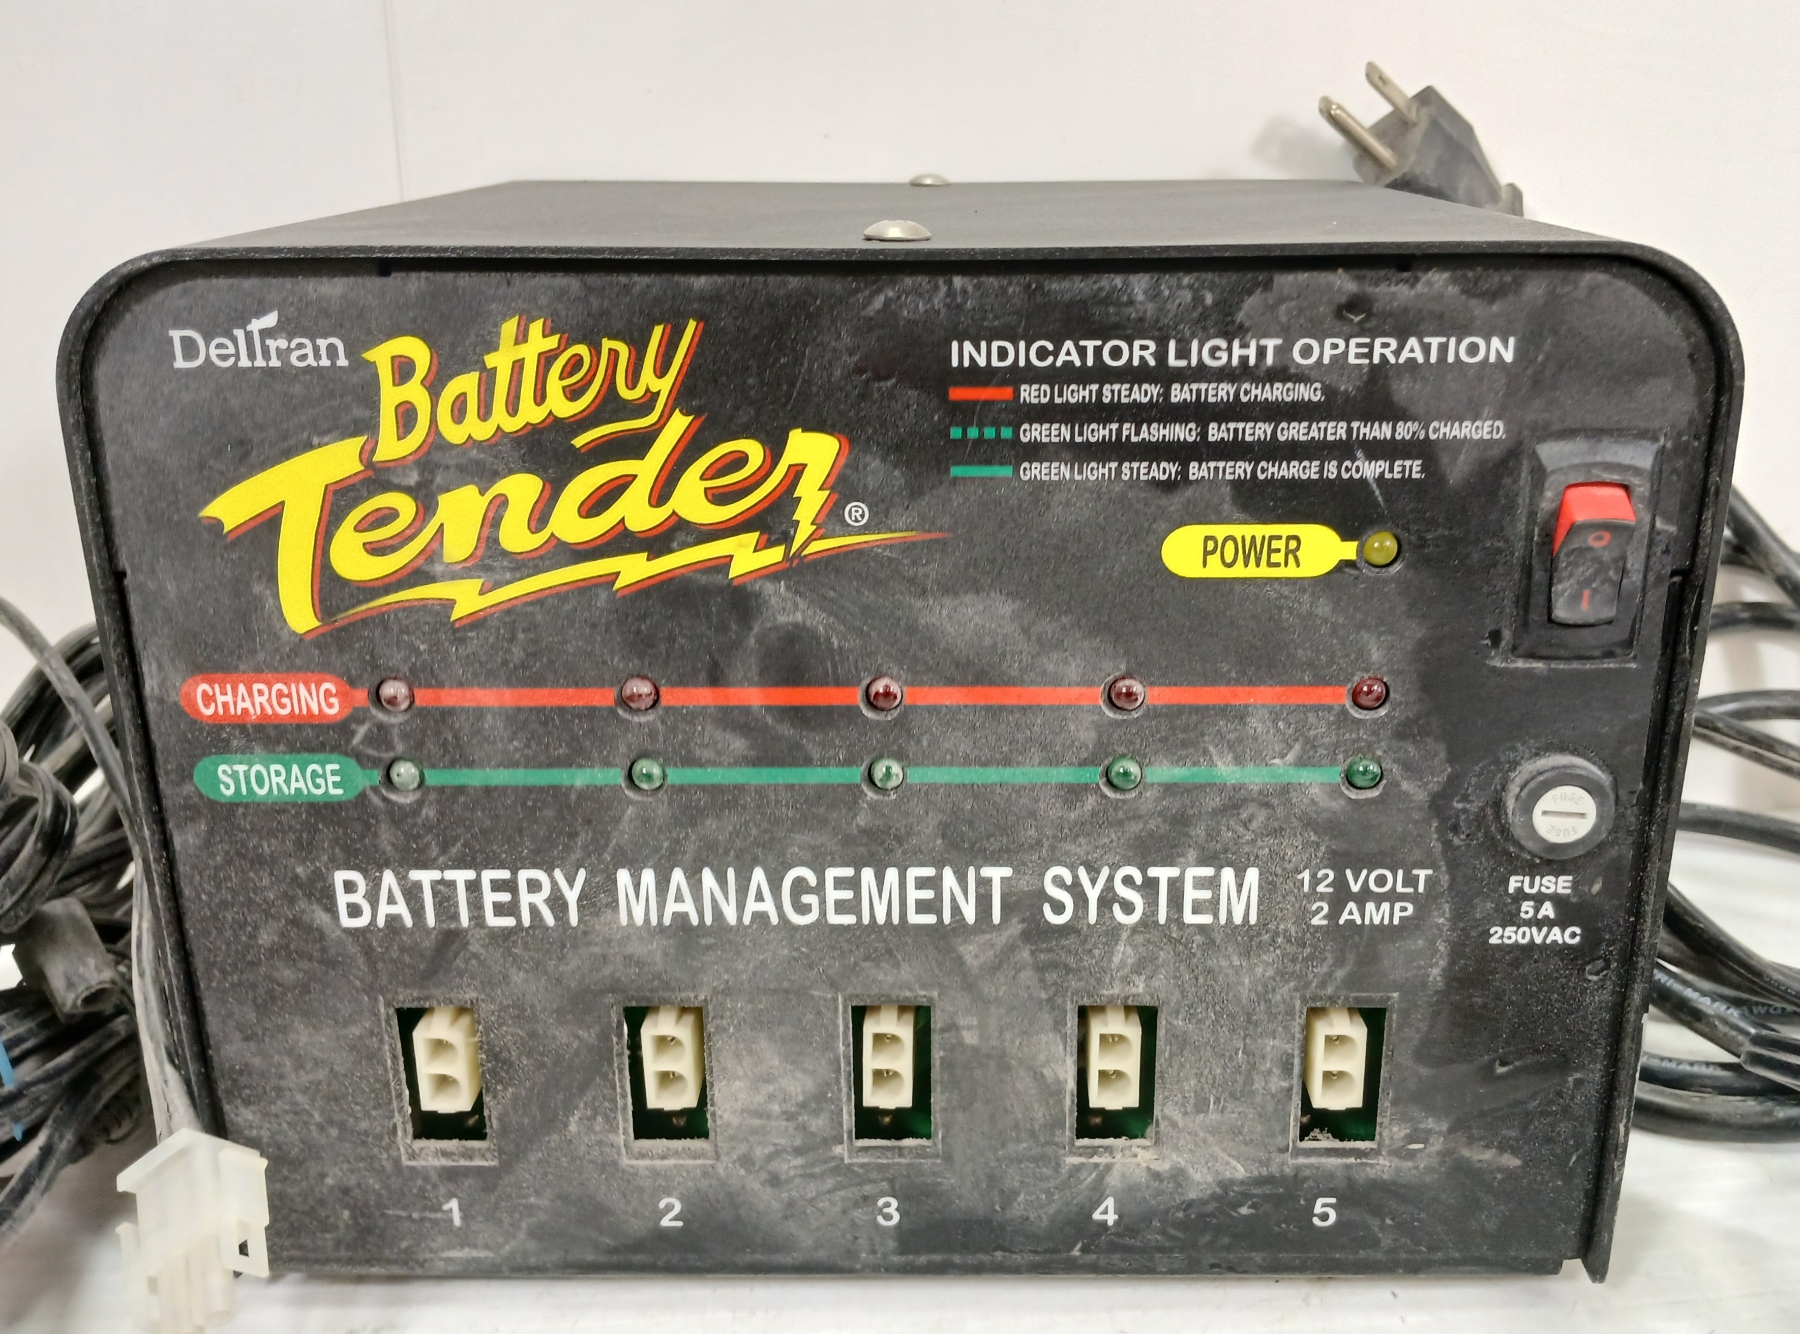 DelTran
Battery
Tender®
INDICATOR LIGHT OPERATION
RED LIGHT STEADY: BATTERY CHARGING.
GREEN LIGHT FLASHING: BATTERY GREATER THAN 80% CHARGED.
GREEN LIGHT STEADY: BATTERY CHARGE IS COMPLETE.
POWER
O
I
CHARGING
STORAGE
FUSE
FUSE
BATTERY MANAGEMENT SYSTEM
12 VOLT
2 AMP
FUSE
5A
250VAC
1 2 3 4 5